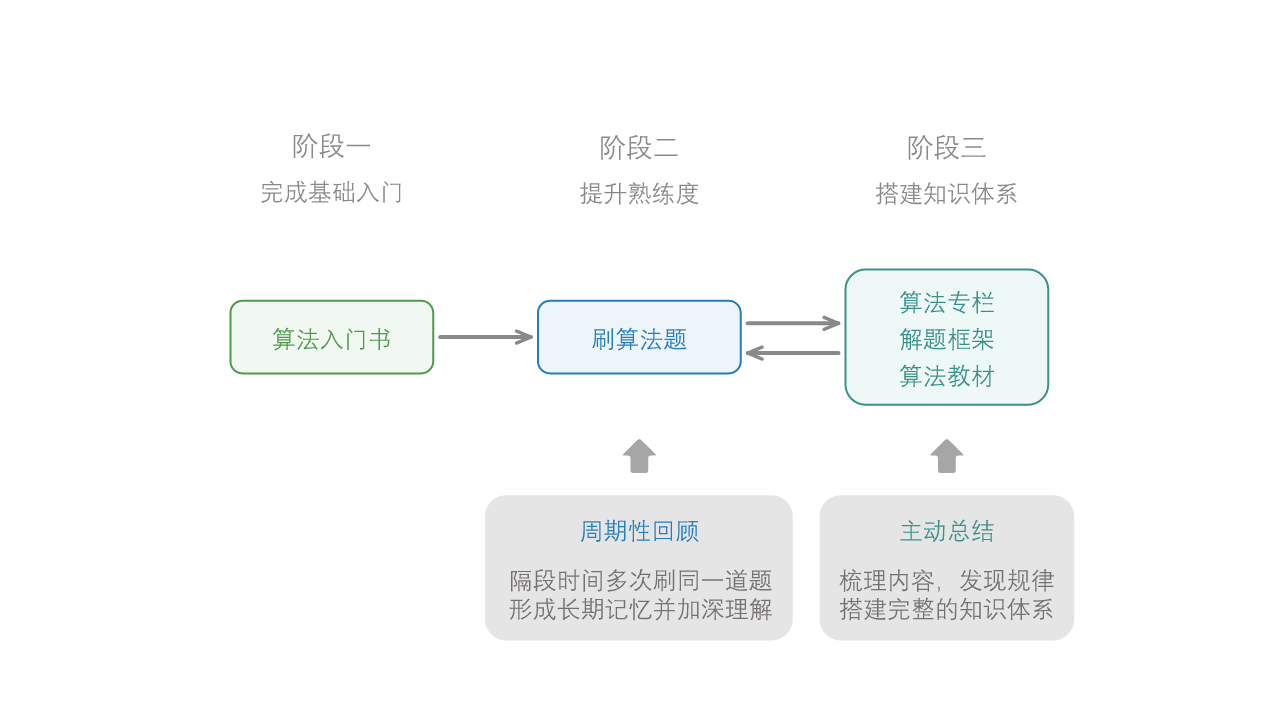 阶段一
完成基础入门
阶段二
提升熟练度
阶段三
搭建知识体系
算法入门书
刷算法题
算法专栏
解题框架
算法教材
周期性回顾
隔段时间多次刷同一道题
形成长期记忆并加深理解
主动总结
梳理内容，发现规律
搭建完整的知识体系